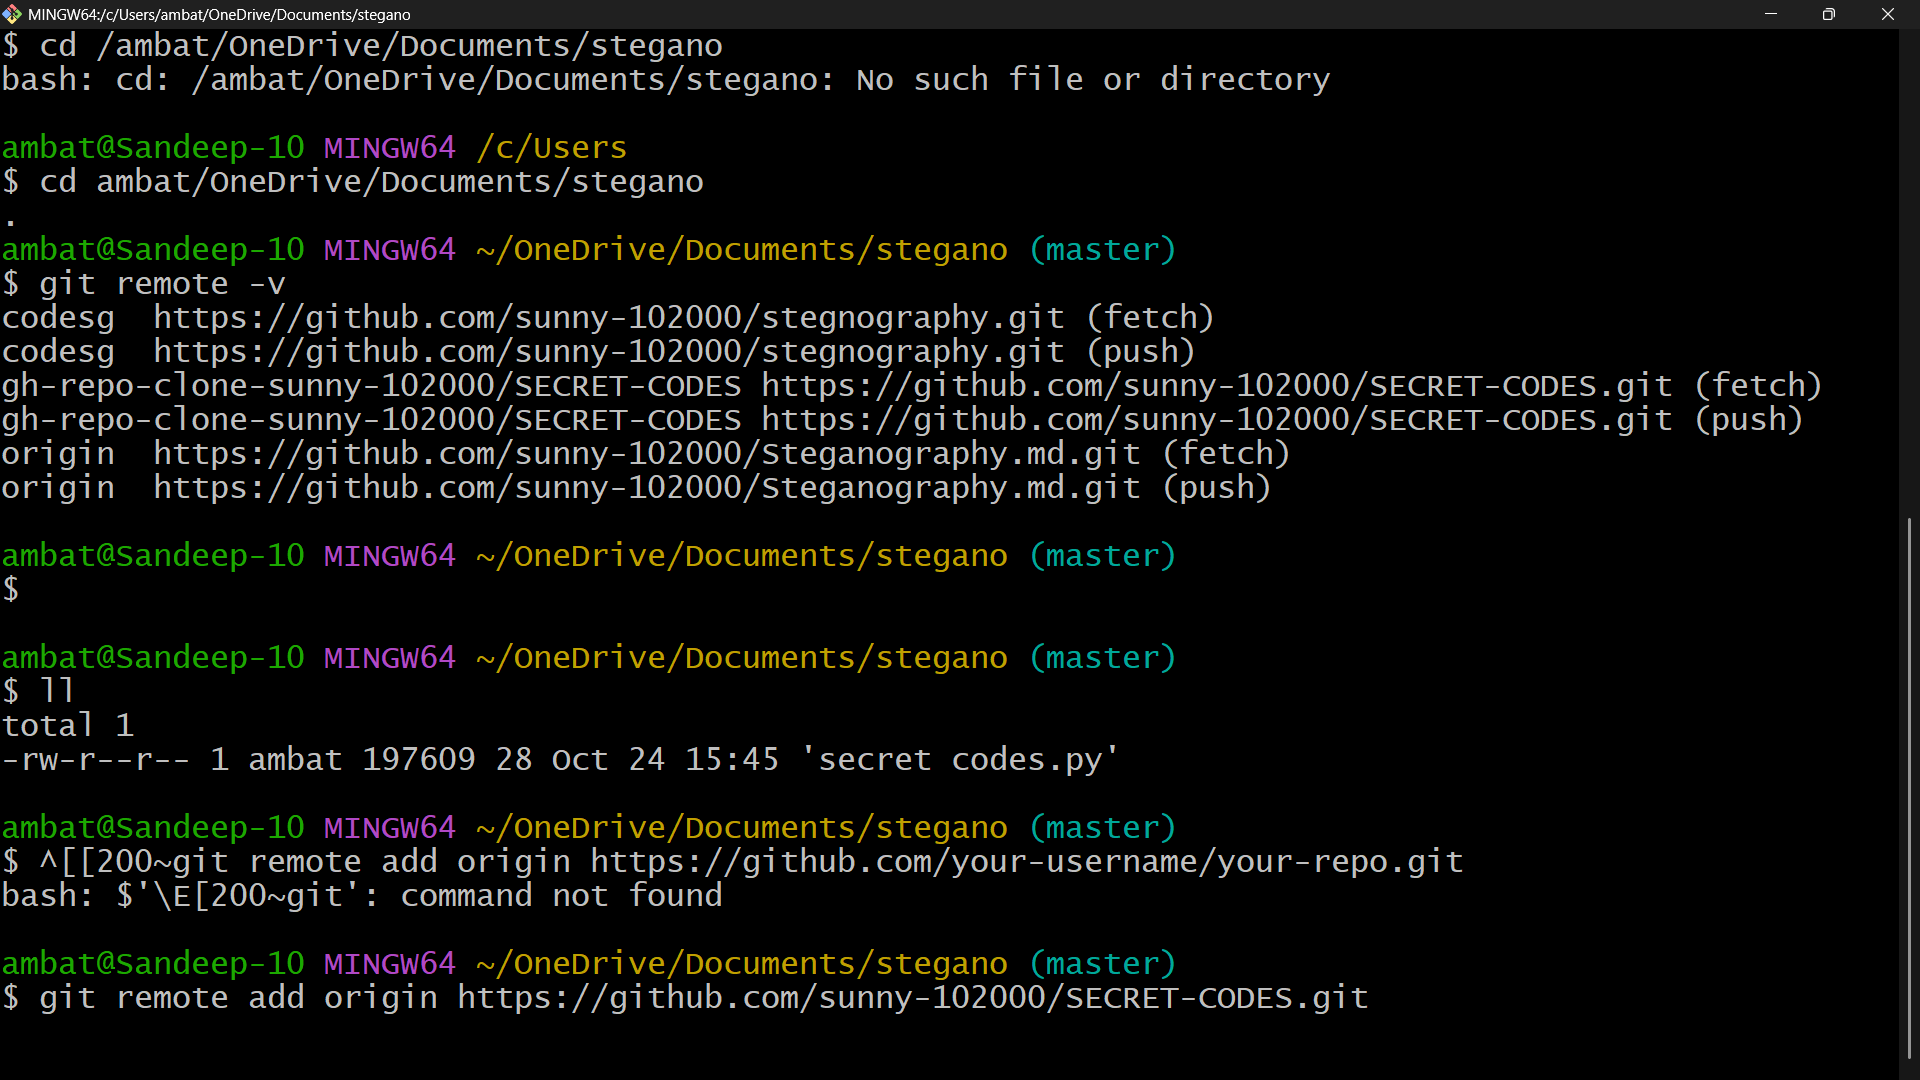 MINGW64:/c/Users/ambat/OneDrive/Documents/stegano
$ cd /ambat/OneDrive/Documents/stegano
bash: cd: /ambat/OneDrive/Documents/stegano: No such file or directory
ambat@Sandeep-10 MINGW64 /c/Users
$ cd ambat/OneDrive/Documents/stegano
.
ambat@Sandeep-10 MINGW64 ~/OneDrive/Documents/stegano (master)
$ git remote -v
codesg  https://github.com/sunny-102000/stegnography.git (fetch)
codesg  https://github.com/sunny-102000/stegnography.git (push)
gh-repo-clone-sunny-102000/SECRET-CODES https://github.com/sunny-102000/SECRET-CODES.git (fetch)
gh-repo-clone-sunny-102000/SECRET-CODES https://github.com/sunny-102000/SECRET-CODES.git (push)
origin  https://github.com/sunny-102000/Steganography.md.git (fetch)
origin  https://github.com/sunny-102000/Steganography.md.git (push)
ambat@Sandeep-10 MINGW64 ~/OneDrive/Documents/stegano (master)
$
ambat@Sandeep-10 MINGW64 ~/OneDrive/Documents/stegano (master)
$ ll
total 1
-rw-r--r-- 1 ambat 197609 28 Oct 24 15:45 'secret codes.py'
ambat@Sandeep-10 MINGW64 ~/OneDrive/Documents/stegano (master)
$ ^[[200~git remote add origin https://github.com/your-username/your-repo.git
bash: $'\E[200~git': command not found
ambat@Sandeep-10 MINGW64 ~/OneDrive/Documents/stegano (master)
$ git remote add origin https://github.com/sunny-102000/SECRET-CODES.git